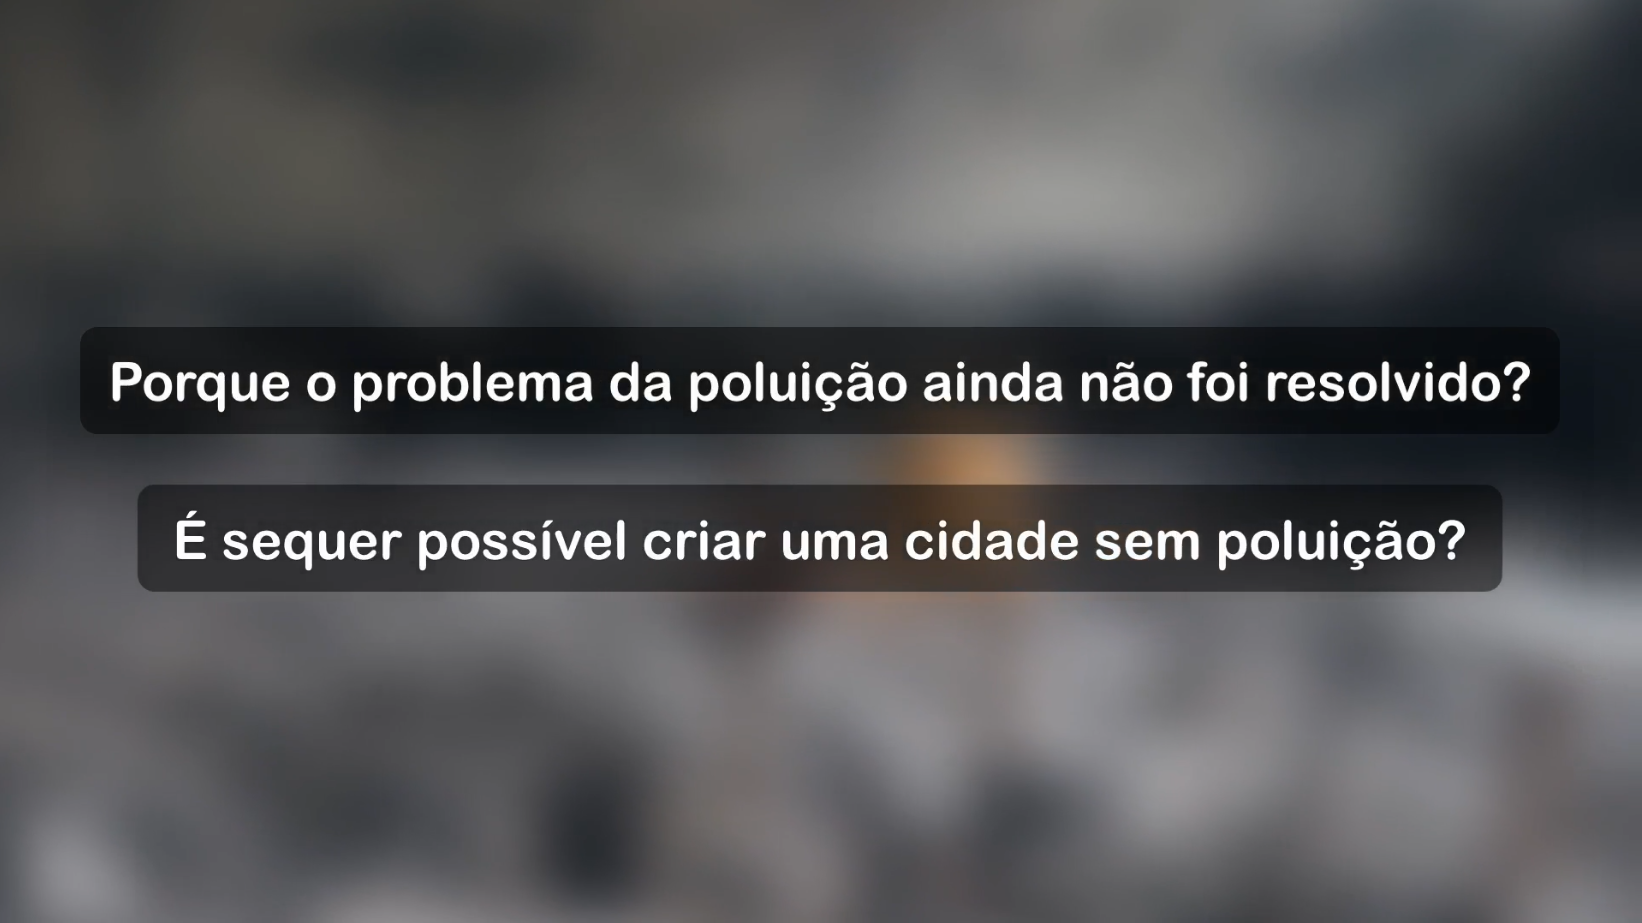 Porque o problema da poluição ainda não foi resolvido?
É sequer possível criar uma cidade sem poluição?